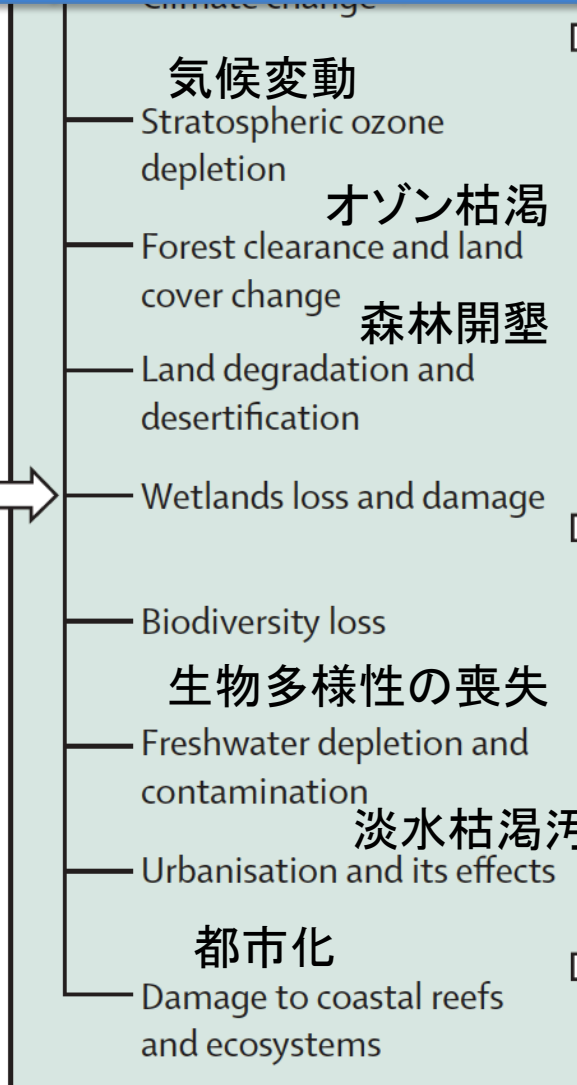 Climate change
気候変動
Stratospheric ozone
depletion
オゾン枯渇
Forest clearance and land
cover change
森林開墾
Land degradation and
desertification
Wetlands loss and damage
Biodiversity loss
生物多様性の喪失
Freshwater depletion and
contamination
淡水枯渇汚
Urbanisation and its effects
都市化
Damage to coastal reefs
and ecosystems